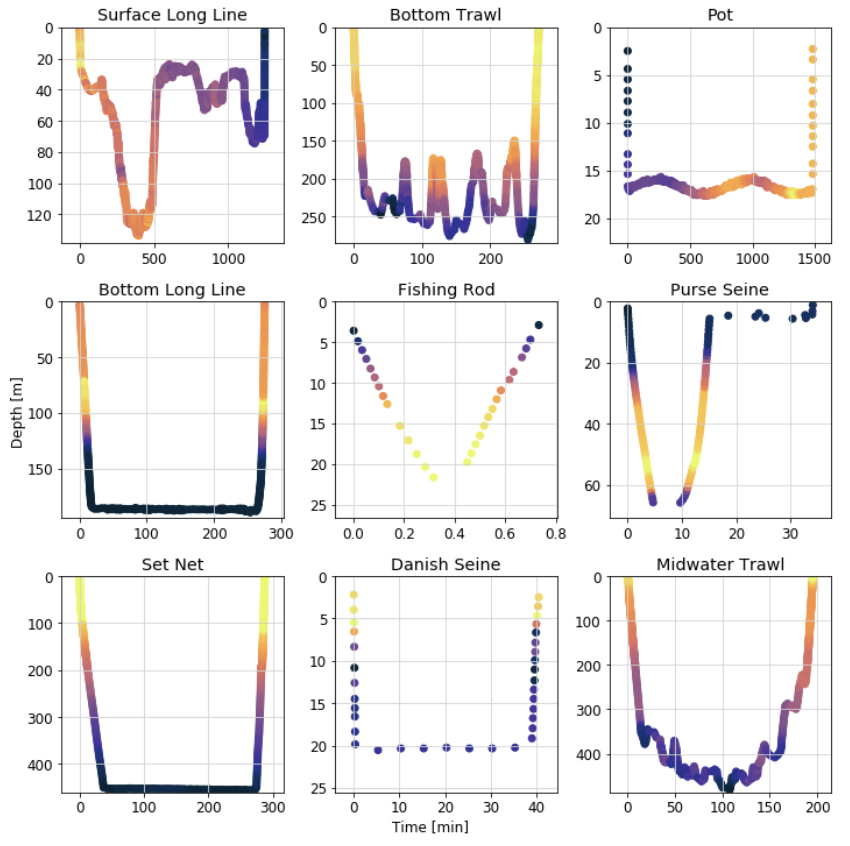 Surface Long Line
0
20
40
60
80
100
120
0 500 1000
Bottom Trawl
0
50
100
150
200
250
0 100 200
Pot
0
5
10
15
20
0 500 1000 1500
Bottom Long Line
0
50
100
150
0 100 200 300
Fishing Rod
0
5
10
15
20
25
0.0 0.2 0.4 0.6 0.8
Purse Seine
0
20
40
60
0 10 20 30
Depth [m]
Set Net
0
100
200
300
400
0 100 200 300
Danish Seine
0
5
10
15
20
25
0 10 20 30 40
Midwater Trawl
0
100
200
300
400
0 50 100 150 200
Time [min]